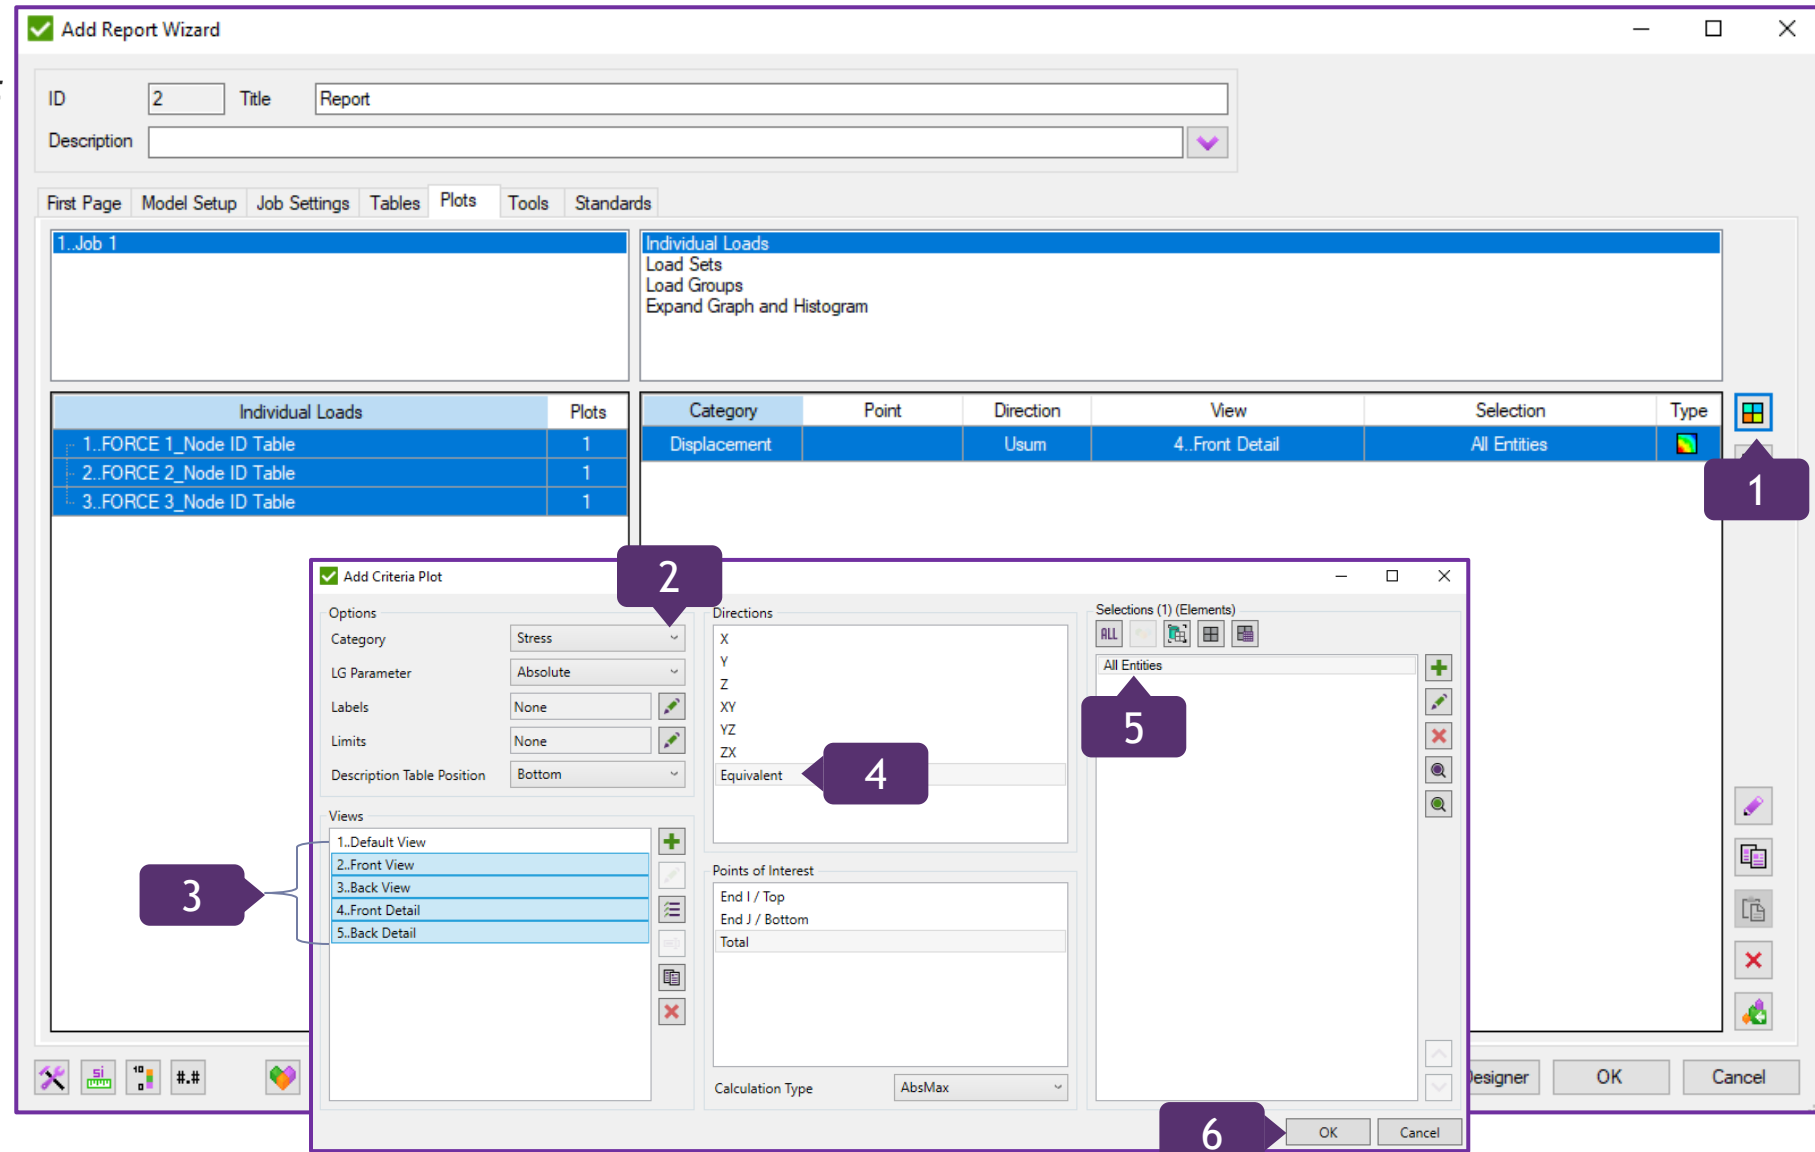 Add Report Wizard
ID 2 Title Report
Description
First Page Model Setup Job Settings Tables Plots Tools Standards
1..Job 1
Individual Loads
Load Sets
Load Groups
Expand Graph and Histogram
Individual Loads Plots
1..FORCE 1_Node ID Table 1
2..FORCE 2_Node ID Table 1
3..FORCE 3_Node ID Table 1
Category Point Direction View Selection Type
Displacement Usum 4..Front Detail All Entities
1
Add Criteria Plot
2
Options
Category Stress
LG Parameter Absolute
Labels None
Limits None
Description Table Position Bottom
Views
1..Default View
2..Front View
3..Back View
4..Front Detail
5..Back Detail
3
Directions
X
Y
Z
XY
YZ
ZX
Equivalent
4
Points of Interest
End I / Top
End J / Bottom
Total
Calculation Type AbsMax
Selections (1) (Elements)
ALL
All Entities
5
6
OK Cancel
si
10
0
#.#
OK Cancel